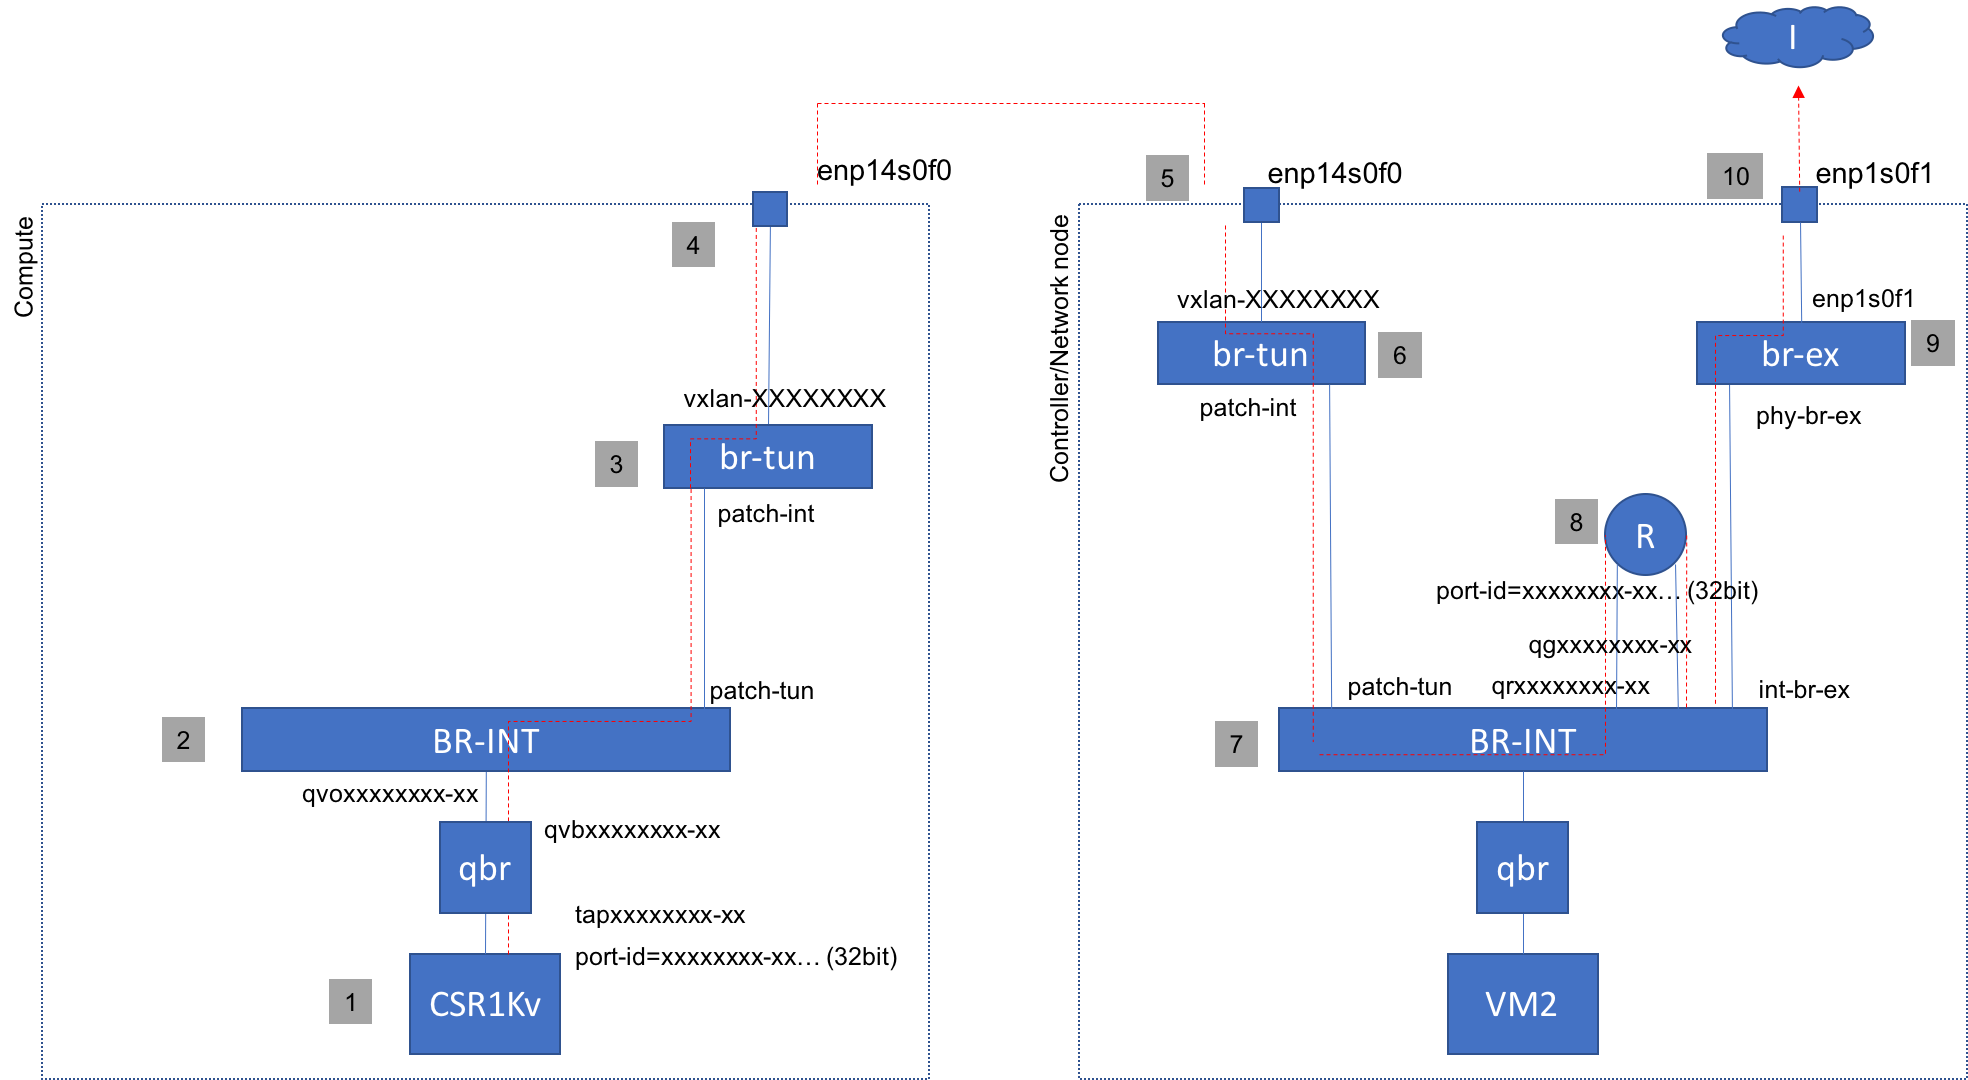 I
enp14s0f0
5
enp14s0f0
10
enp1s0f1
Compute
4
Controller/Network node
vxlan-XXXXXXXX
enp1s0f1
br-tun
6
br-ex
9
vxlan-XXXXXXXX
patch-int
phy-br-ex
3
br-tun
patch-int
8
R
port-id=xxxxxxxx-xx... (32bit)
qgxxxxxxxx-xx
patch-tun
patch-tun
qrxxxxxxxx-xx
int-br-ex
2
BR-INT
7
BR-INT
qvoxxxxxxxx-xx
qvbxxxxxxxx-xx
qbr
qbr
tapxxxxxxxx-xx
port-id=xxxxxxxx-xx... (32bit)
1
CSR1Kv
VM2